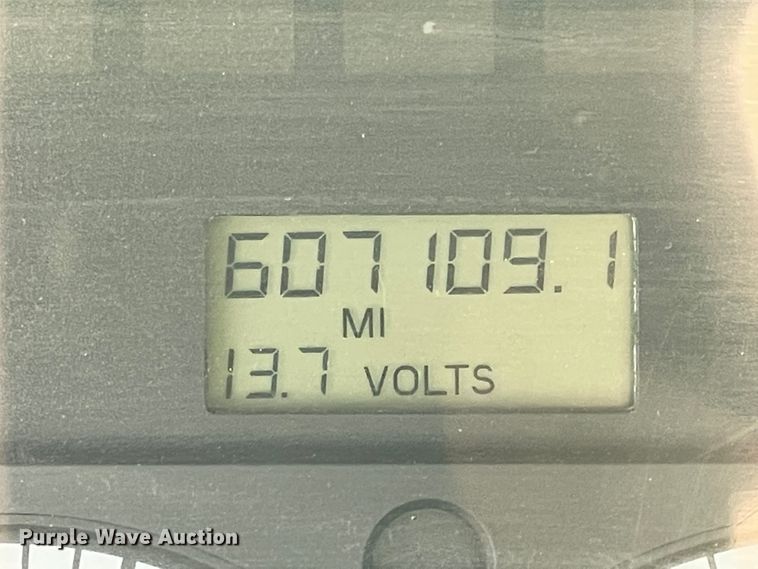 607109.1
MI
13.7 VOLTS
Purple Wave Auction